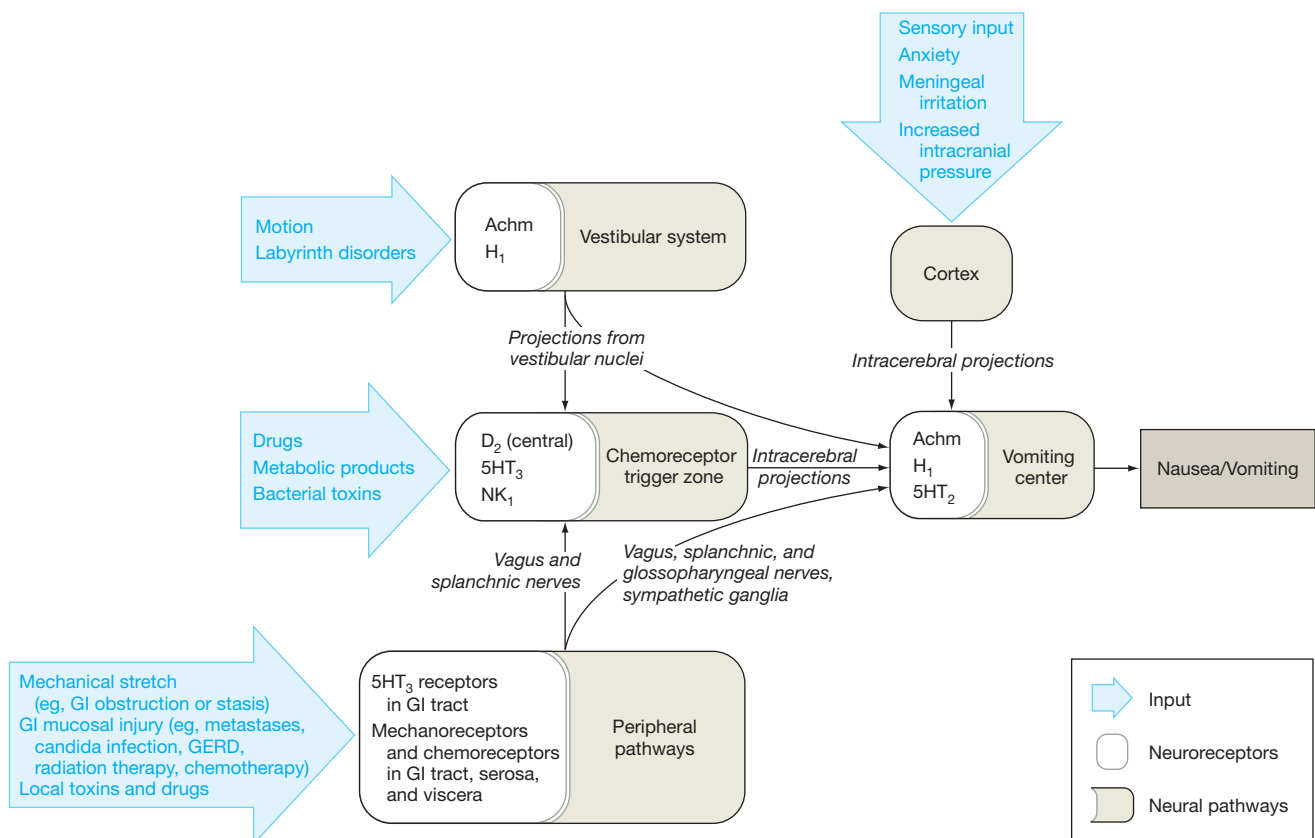 Sensory input
Anxiety
Meningeal
irritation
Increased
intracranial
pressure
Motion
Labyrinth disorders
Achm
H₁
Vestibular system
Cortex
Projections from
vestibular nuclei
Intracerebral projections
Drugs
Metabolic products
Bacterial toxins
D₂ (central)
5HT₃
NK₁
Chemoreceptor
trigger zone
Intracerebral
projections
Achm
H₁
5HT₂
Vomiting
center
Nausea/Vomiting
Vagus and
splanchnic nerves
Vagus, splanchnic, and
glossopharyngeal nerves,
sympathetic ganglia
Mechanical stretch
(eg, GI obstruction or stasis)
GI mucosal injury (eg, metastases,
candida infection, GERD,
radiation therapy, chemotherapy)
Local toxins and drugs
5HT₃ receptors
in GI tract
Mechanoreceptors
and chemoreceptors
in GI tract, serosa,
and viscera
Peripheral
pathways
Input
Neuroreceptors
Neural pathways